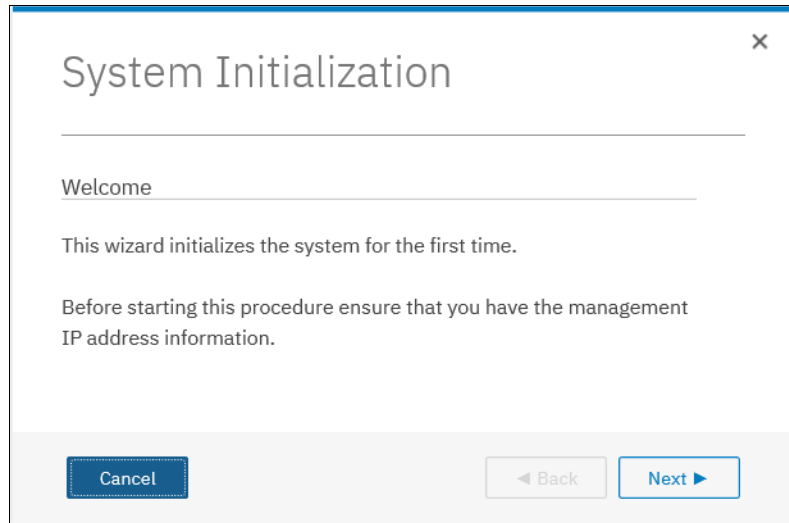 System Initialization
Welcome
This wizard initializes the system for the first time.
Before starting this procedure ensure that you have the management
IP address information.
Cancel
Back
Next